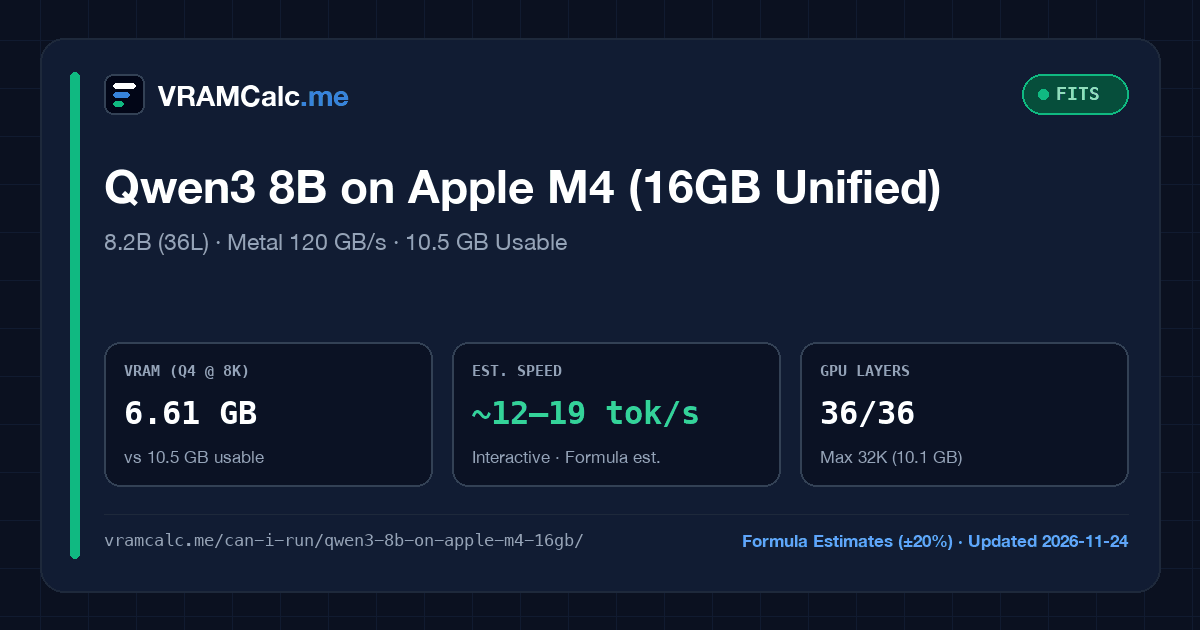 VRAMCalc.me
FITS
Qwen3 8B on Apple M4 (16GB Unified)
8.2B (36L) · Metal 120 GB/s · 10.5 GB Usable
VRAM (Q4 @ 8K)
6.61 GB
vs 10.5 GB usable
EST. SPEED
~12–19 tok/s
Interactive · Formula est.
GPU LAYERS
36/36
Max 32K (10.1 GB)
vramcalc.me/can-i-run/qwen3-8b-on-apple-m4-16gb/
Formula Estimates (±20%) · Updated 2026-11-24